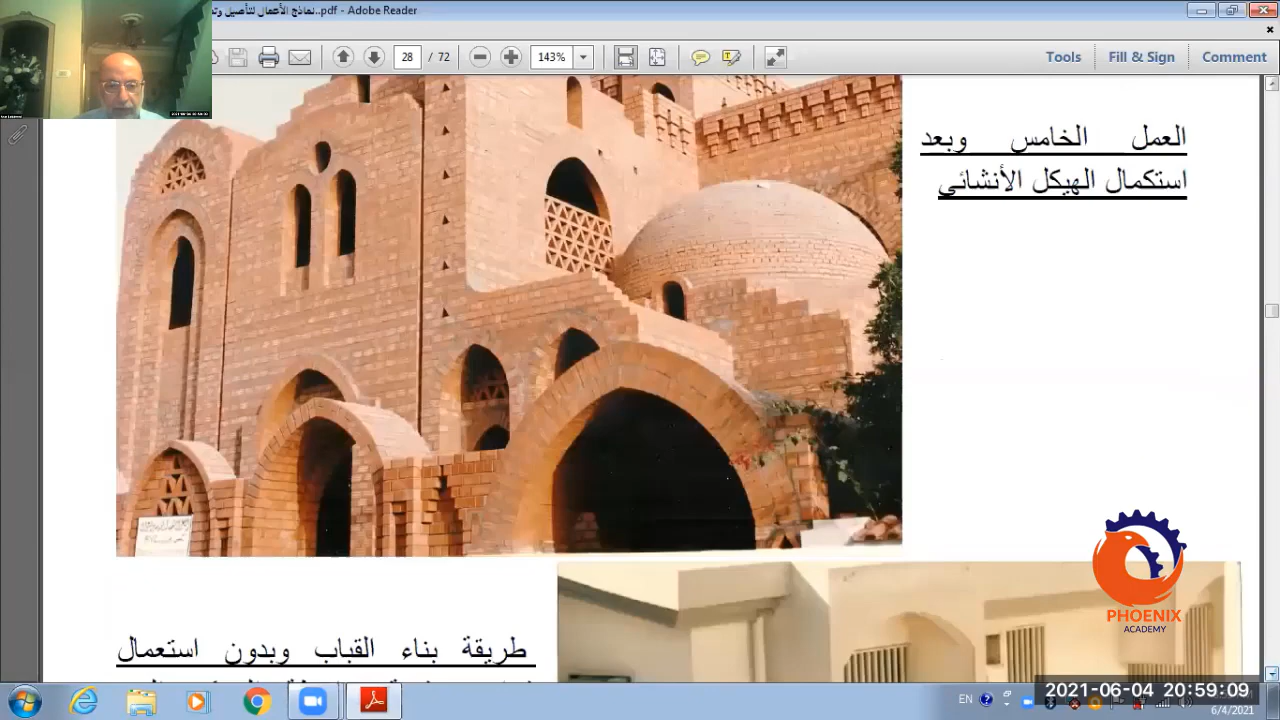 نماذج الأعمال لتأصيل وتح..pdf - Adobe Reader
28 / 72
143%
Tools
Fill & Sign
Comment
العمل الخامس وبعد
استكمال الهيكل الأنشائي
PHOENIX
ACADEMY
طريقة بناء القباب وبدون استعمال
EN
2021-06-04 20:59:09
6/4/2021